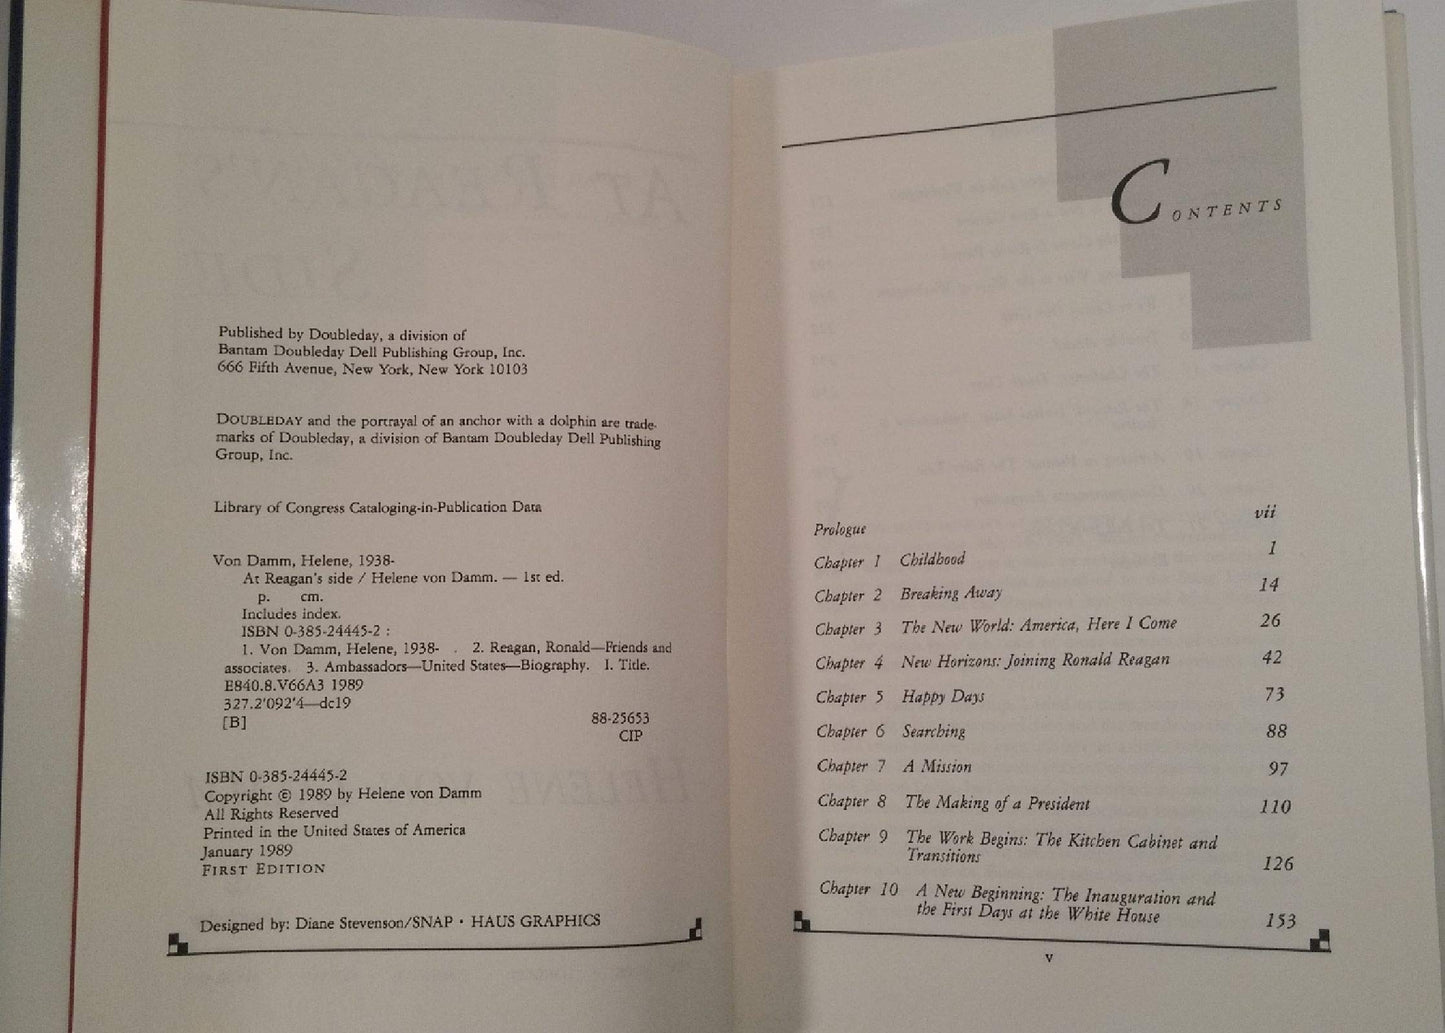 Published by Doubleday, a division of
Bantam Doubleday Dell Publishing Group, Inc.
666 Fifth Avenue, New York, New York 10103
DOUBLEDAY and the portrayal of an anchor with a dolphin are trade-
marks of Doubleday, a division of Bantam Doubleday Dell Publishing
Group, Inc.
Library of Congress Cataloging-in-Publication Data
Von Damm, Helene, 1938-
At Reagan's side / Helene von Damm. — 1st ed.
p. cm.
Includes index.
ISBN 0-385-24445-2 :
1. Von Damm, Helene, 1938- . 2. Reagan, Ronald—Friends and
associates. 3. Ambassadors—United States—Biography. I. Title.
E840.8.V66A3 1989
327.2'092'4—dc19
[B] 88-25653
CIP
ISBN 0-385-24445-2
Copyright © 1989 by Helene von Damm
All Rights Reserved
Printed in the United States of America
January 1989
FIRST EDITION
Designed by: Diane Stevenson/SNAP · HAUS GRAPHICS
CONTENTS
Prologue vii
Chapter 1 Childhood 1
Chapter 2 Breaking Away 14
Chapter 3 The New World: America, Here I Come 26
Chapter 4 New Horizons: Joining Ronald Reagan 42
Chapter 5 Happy Days 73
Chapter 6 Searching 88
Chapter 7 A Mission 97
Chapter 8 The Making of a President 110
Chapter 9 The Work Begins: The Kitchen Cabinet and
Transitions 126
Chapter 10 A New Beginning: The Inauguration and
the First Days at the White House 153
v